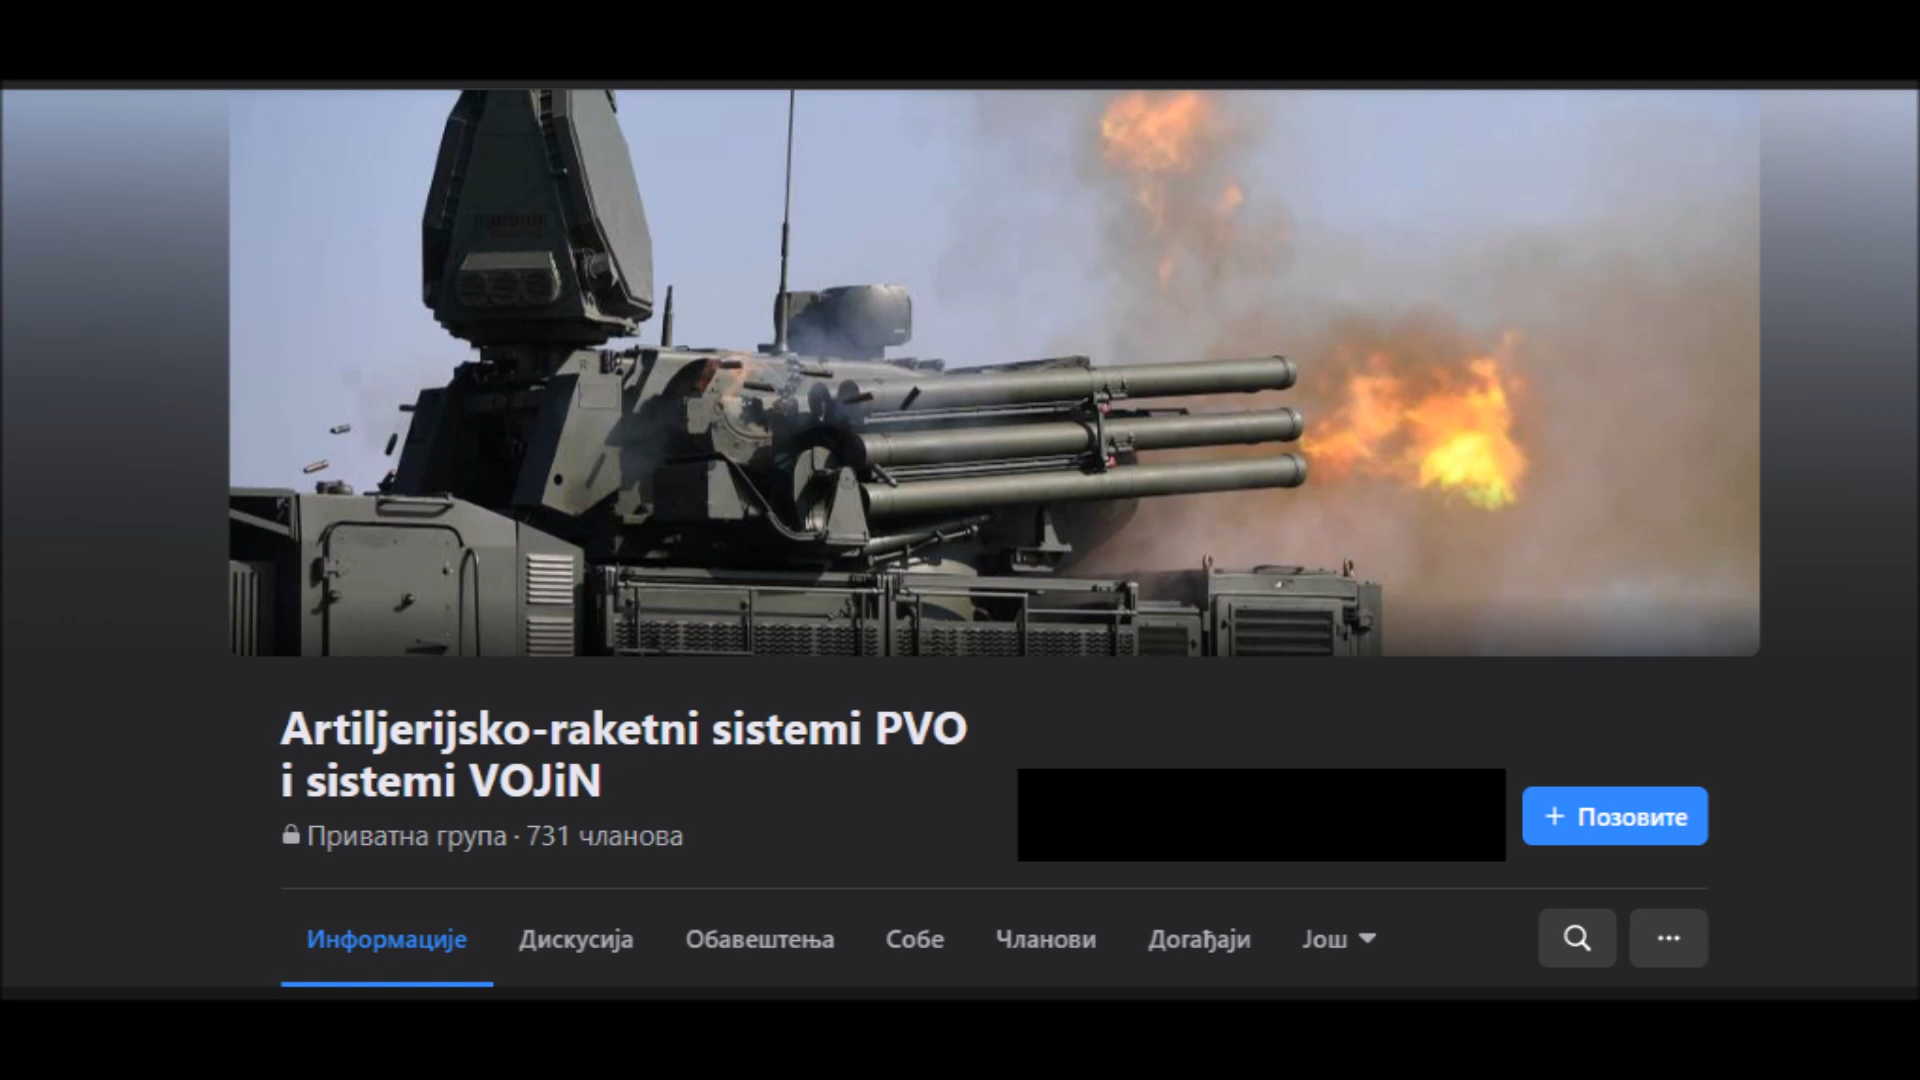 Artiljerijsko-raketni sistemi PVO
i sistemi VOJiN
Приватна група · 731 чланова
+ Позовите
Информације Дискусија Обавештења Собе Чланови Догађаји Још